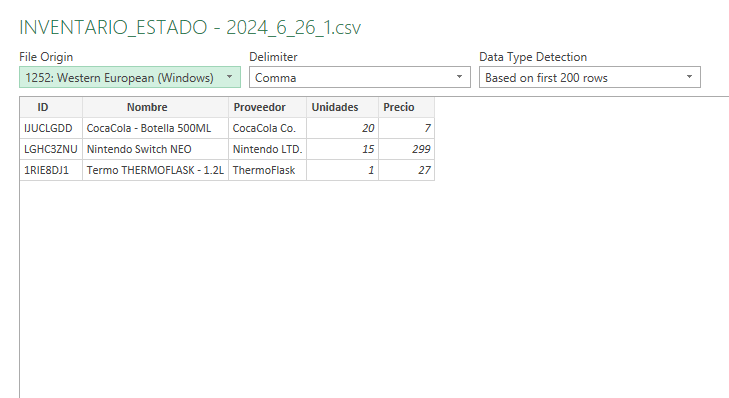 INVENTARIO_ESTADO - 2024_6_26_1.csv
File Origin Delimiter Data Type Detection
1252: Western European (Windows) Comma Based on first 200 rows
ID Nombre Proveedor Unidades Precio
IJUCLGDD CocaCola - Botella 500ML CocaCola Co. 20 7
LGHC3ZNU Nintendo Switch NEO Nintendo LTD. 15 299
1RIE8DJ1 Termo THERMOFLASK - 1.2L ThermoFlask 1 27